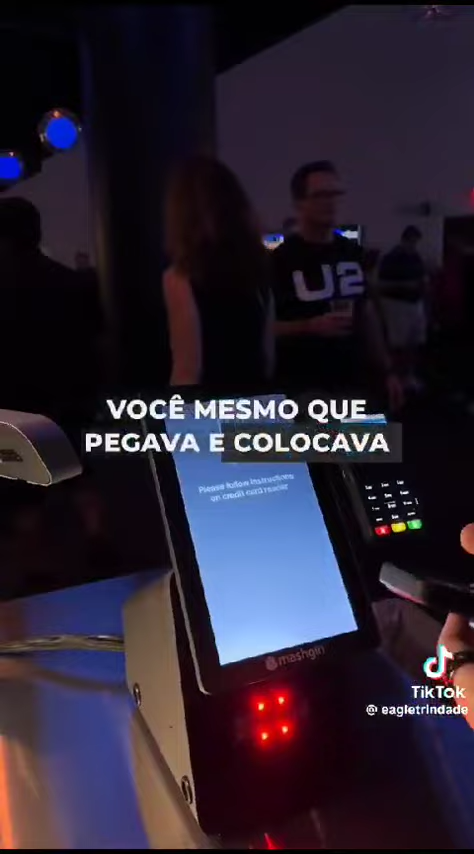 U2
VOCÊ MESMO QUE
PEGAVA E COLOCAVA
Please follow instructions
on credit card reader
mashgin
TikTok
@ eagletrindade